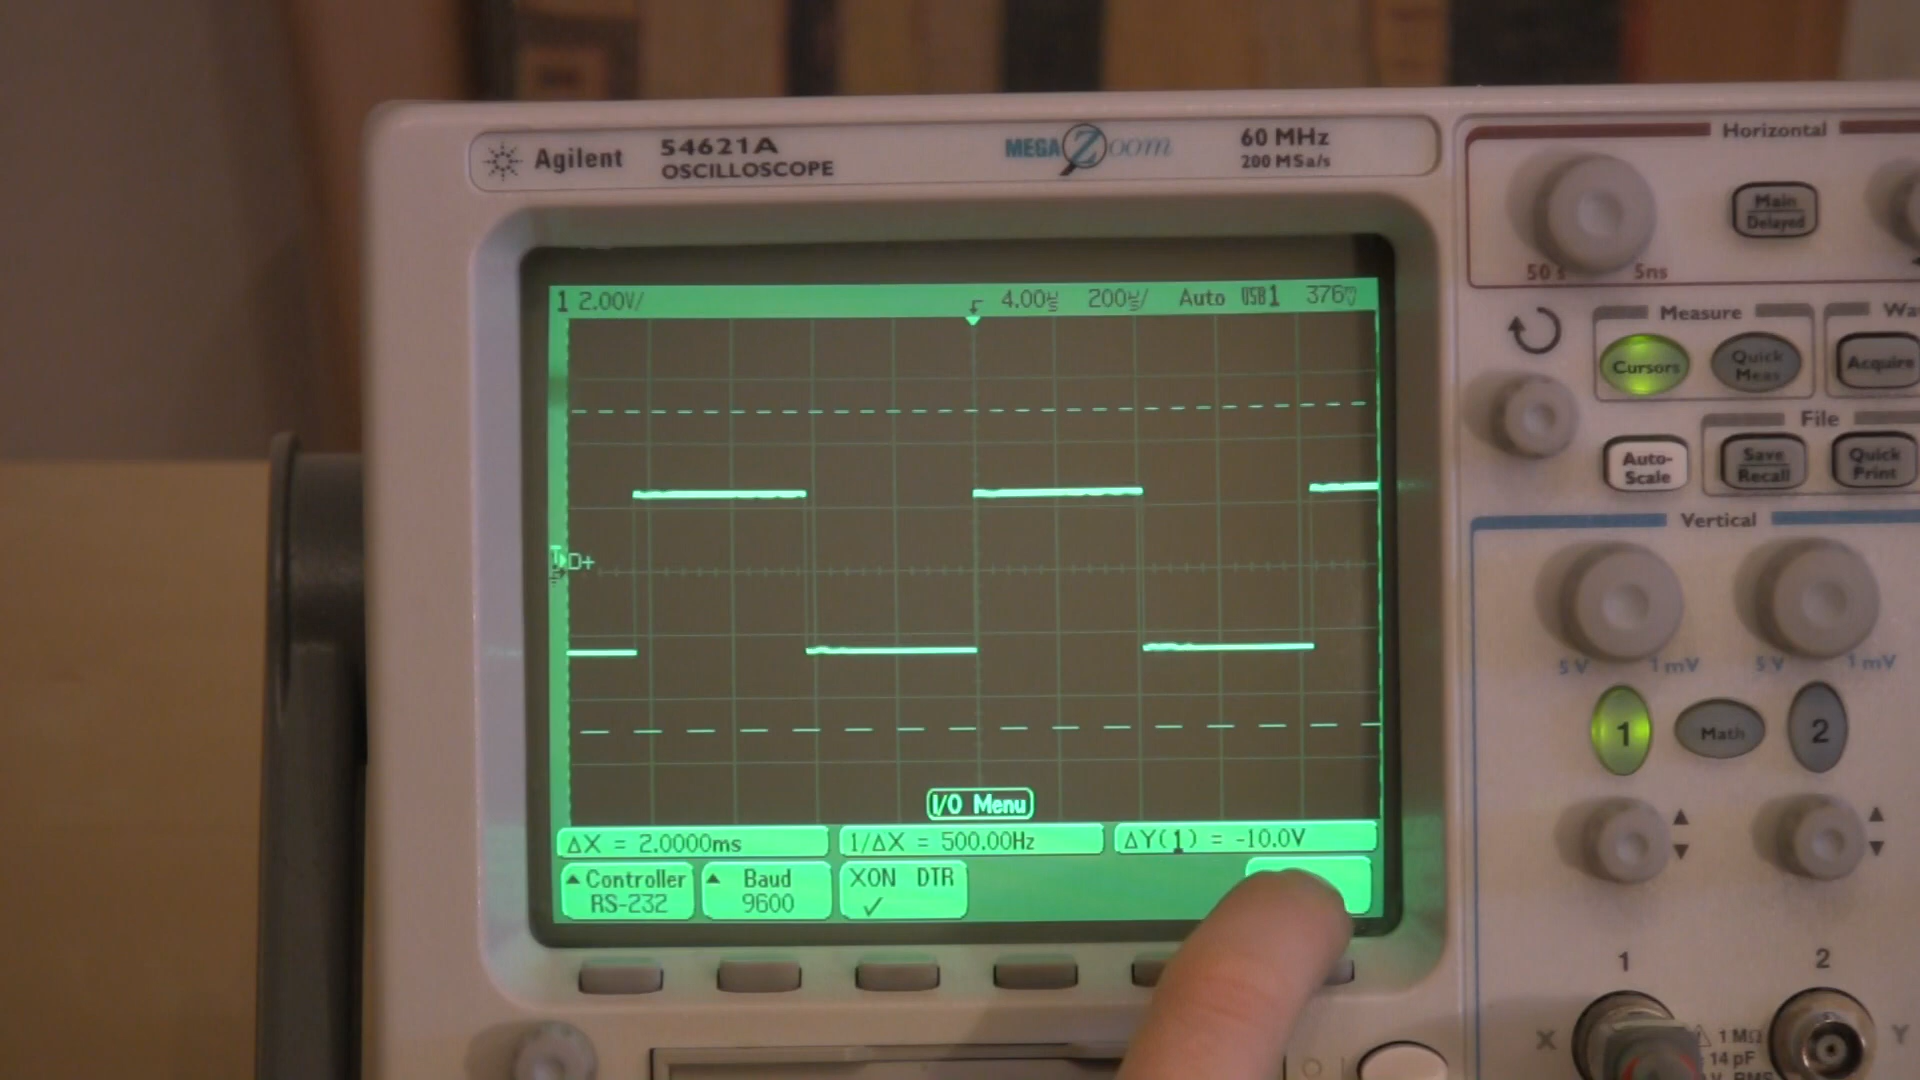 Agilent
54621A
OSCILLOSCOPE
MEGA Zoom
60 MHz
200 MSa/s
Horizontal
Main
Delayed
50 s
5ns
1 2.00V/
4.00
200
Auto
1
376
D+
I/O Menu
ΔX = 2.0000ms
1/ΔX = 500.00Hz
ΔY(1) = -10.0V
Controller
RS-232
Baud
9600
XON DTR
✓
Measure
Cursors
Quick
Meas
Acquire
File
Auto-
Scale
Save
Recall
Quick
Print
Vertical
5 V
1 mV
5 V
1 mV
1
Math
2
1
2
X
1 MΩ
14 pF
Y